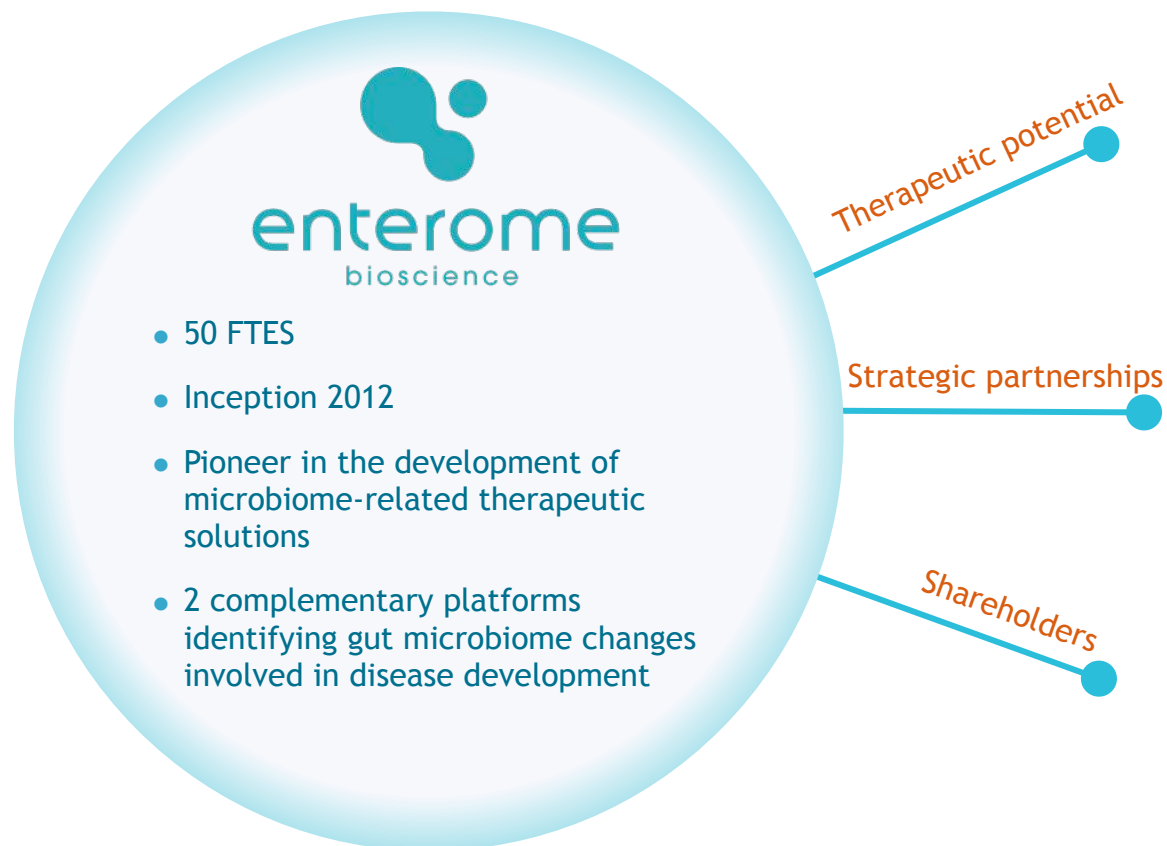 enterome
bioscience
• 50 FTES
• Inception 2012
• Pioneer in the development of
microbiome-related therapeutic
solutions
• 2 complementary platforms
identifying gut microbiome changes
involved in disease development
Therapeutic potential
Strategic partnerships
Shareholders